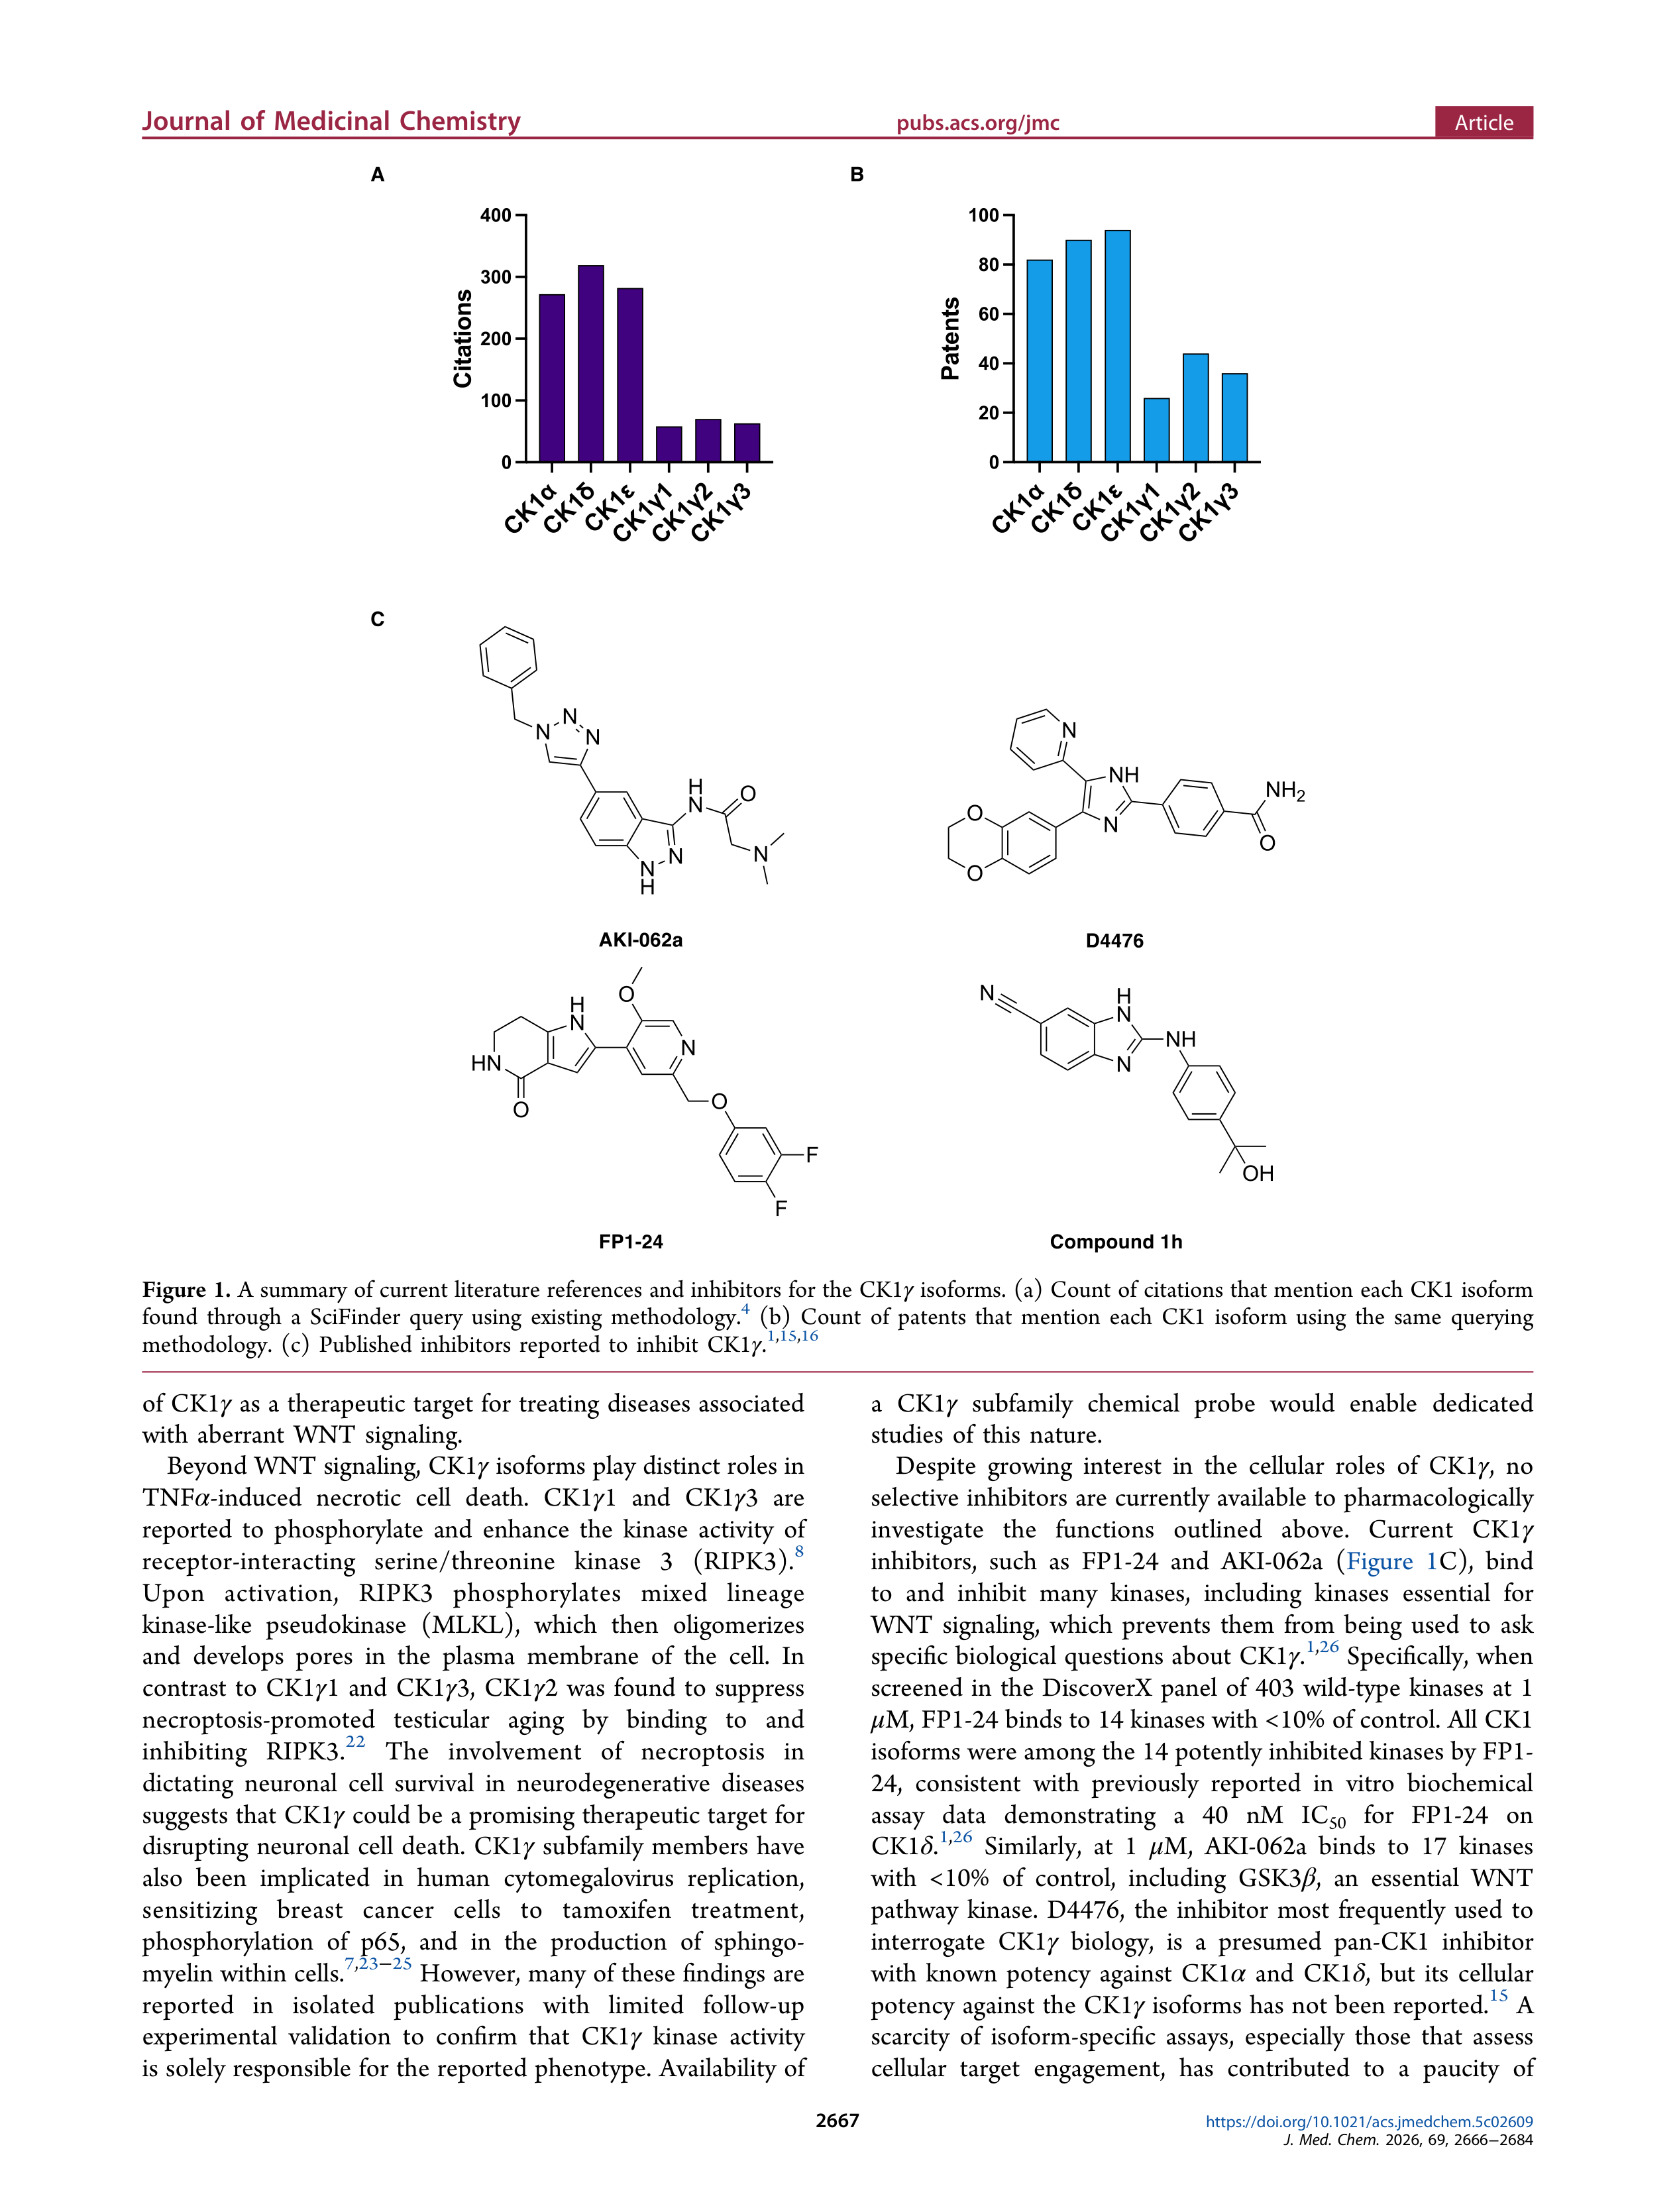 Journal of Medicinal Chemistry
pubs.acs.org/jmc
Article
A
400
300
200
100
0
Citations
CK1α
CK1δ
CK1ε
CK1γ1
CK1γ2
CK1γ3
B
100
80
60
40
20
0
Patents
CK1α
CK1δ
CK1ε
CK1γ1
CK1γ2
CK1γ3
C
N
N
N
H
N
O
N
N
N
H
AKI-062a
N
NH
N
O
O
NH2
O
D4476
O
H
N
HN
O
N
O
F
F
FP1-24
N
H
N
N
NH
OH
Compound 1h
Figure 1. A summary of current literature references and inhibitors for the CK1γ isoforms. (a) Count of citations that mention each CK1 isoform
found through a SciFinder query using existing methodology.4 (b) Count of patents that mention each CK1 isoform using the same querying
methodology. (c) Published inhibitors reported to inhibit CK1γ.1,15,16
of CK1γ as a therapeutic target for treating diseases associated
with aberrant WNT signaling.
Beyond WNT signaling, CK1γ isoforms play distinct roles in
TNFα-induced necrotic cell death. CK1γ1 and CK1γ3 are
reported to phosphorylate and enhance the kinase activity of
receptor-interacting serine/threonine kinase 3 (RIPK3).8
Upon activation, RIPK3 phosphorylates mixed lineage
kinase-like pseudokinase (MLKL), which then oligomerizes
and develops pores in the plasma membrane of the cell. In
contrast to CK1γ1 and CK1γ3, CK1γ2 was found to suppress
necroptosis-promoted testicular aging by binding to and
inhibiting RIPK3.22 The involvement of necroptosis in
dictating neuronal cell survival in neurodegenerative diseases
suggests that CK1γ could be a promising therapeutic target for
disrupting neuronal cell death. CK1γ subfamily members have
also been implicated in human cytomegalovirus replication,
sensitizing breast cancer cells to tamoxifen treatment,
phosphorylation of p65, and in the production of sphingo-
myelin within cells.7,23−25 However, many of these findings are
reported in isolated publications with limited follow-up
experimental validation to confirm that CK1γ kinase activity
is solely responsible for the reported phenotype. Availability of
a CK1γ subfamily chemical probe would enable dedicated
studies of this nature.
Despite growing interest in the cellular roles of CK1γ, no
selective inhibitors are currently available to pharmacologically
investigate the functions outlined above. Current CK1γ
inhibitors, such as FP1-24 and AKI-062a (Figure 1C), bind
to and inhibit many kinases, including kinases essential for
WNT signaling, which prevents them from being used to ask
specific biological questions about CK1γ.1,26 Specifically, when
screened in the DiscoverX panel of 403 wild-type kinases at 1
μM, FP1-24 binds to 14 kinases with <10% of control. All CK1
isoforms were among the 14 potently inhibited kinases by FP1-
24, consistent with previously reported in vitro biochemical
assay data demonstrating a 40 nM IC50 for FP1-24 on
CK1δ.1,26 Similarly, at 1 μM, AKI-062a binds to 17 kinases
with <10% of control, including GSK3β, an essential WNT
pathway kinase. D4476, the inhibitor most frequently used to
interrogate CK1γ biology, is a presumed pan-CK1 inhibitor
with known potency against CK1α and CK1δ, but its cellular
potency against the CK1γ isoforms has not been reported.15 A
scarcity of isoform-specific assays, especially those that assess
cellular target engagement, has contributed to a paucity of
2667
https://doi.org/10.1021/acs.jmedchem.5c02609
J. Med. Chem. 2026, 69, 2666−2684